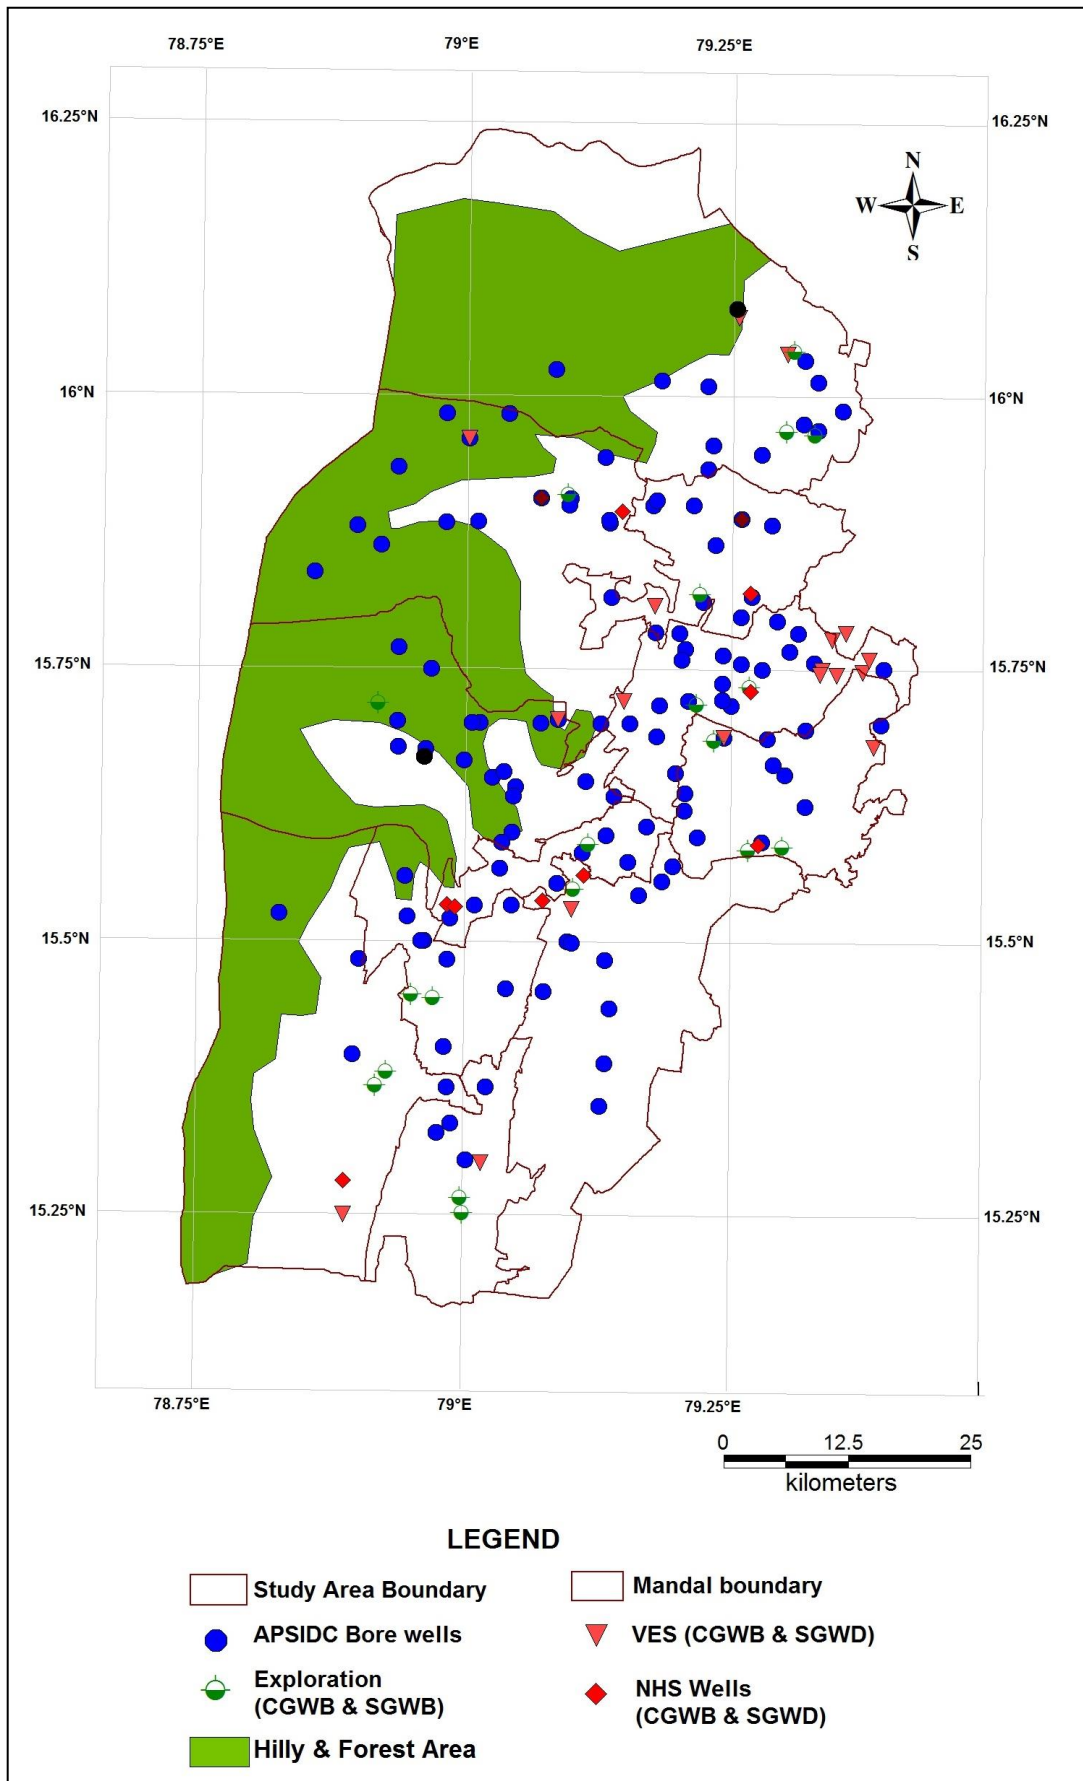 78.75°E 79°E 79.25°E
16.25°N 16.25°N
N
W E
S
16°N 16°N
15.75°N 15.75°N
15.5°N 15.5°N
15.25°N 15.25°N
78.75°E 79°E 79.25°E
0 12.5 25
kilometers
LEGEND
Study Area Boundary Mandal boundary
APSIDC Bore wells VES (CGWB & SGWD)
Exploration
(CGWB & SGWB)
NHS Wells
(CGWB & SGWD)
Hilly & Forest Area